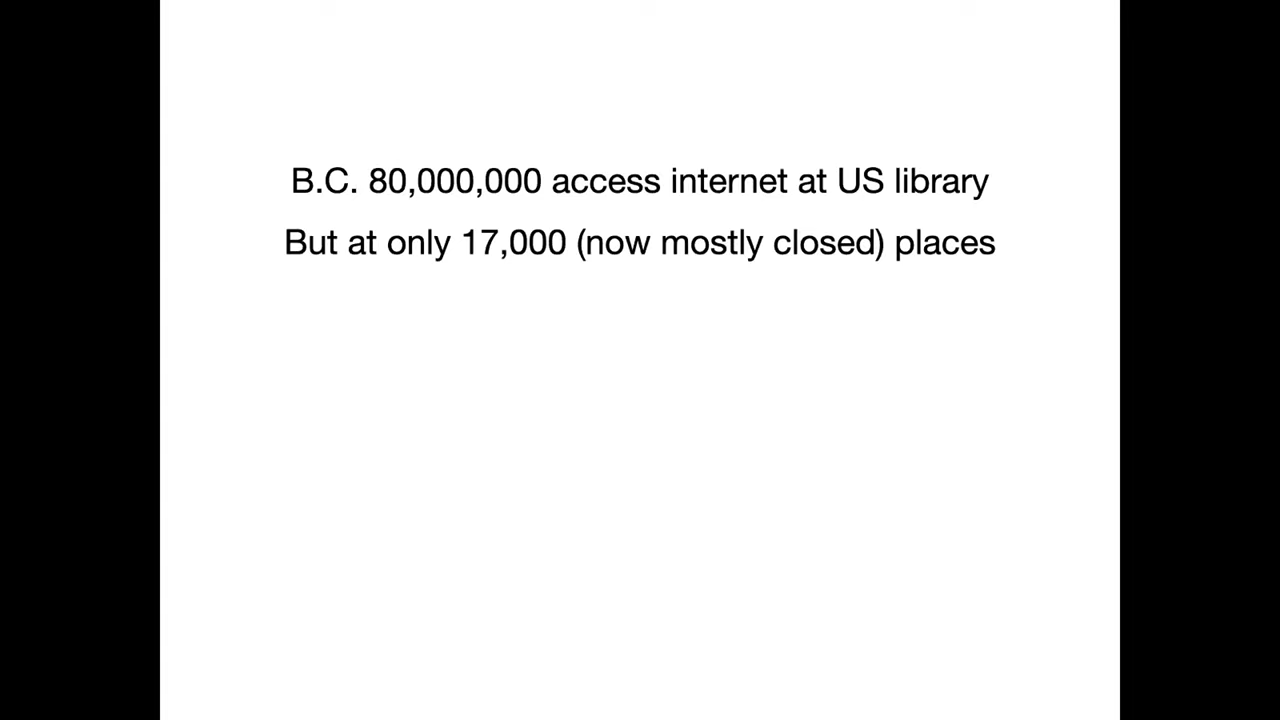 B.C. 80,000,000 access internet at US library
But at only 17,000 (now mostly closed) places